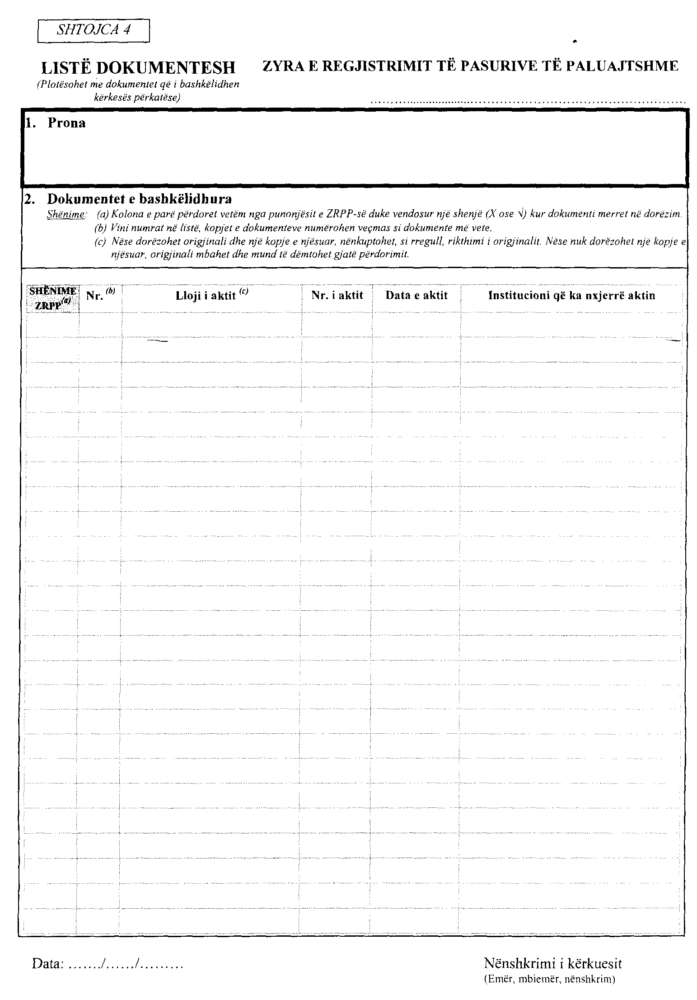 SHTOJCA 4
LISTË DOKUMENTESH
(Plotësohet me dokumentet që i bashkëlidhen
kërkesës përkatëse)
ZYRA E REGJISTRIMIT TË PASURIVE TË PALUAJTSHME
1. Prona
2. Dokumentet e bashkëlidhura
Shënime: (a) Kolona e parë përdoret vetëm nga punonjësit e ZRPP-së duke vendosur një shenjë (X ose √) kur dokumenti merret në dorëzim.
(b) Vini numrat në listë, kopjet e dokumenteve numërohen veçmas si dokumente më vete.
(c) Nëse dorëzohet origjinali dhe një kopje e njësuar, nënkuptohet, si rregull, rikthimi i origjinalit. Nëse nuk dorëzohet një kopje e
njësuar, origjinali mbahet dhe mund të dëmtohet gjatë përdorimit.
SHËNIME
ZRPP (a)
Nr. (b)
Lloji i aktit (c)
Nr. i aktit
Data e aktit
Institucioni që ka nxjerrë aktin
Data: ......./....../.........
Nënshkrimi i kërkuesit
(Emër, mbiemër, nënshkrim)